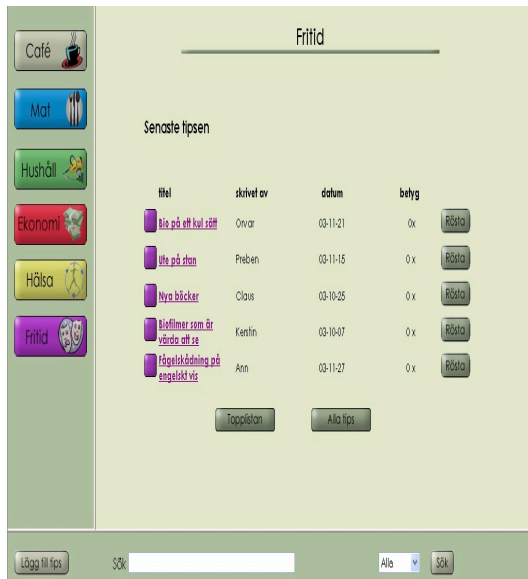 Fritid
Café
Mat
Hushåll
Ekonomi
Hälsa
Fritid
Senaste tipsen
titel skrivet av datum betyg
Bio på ett kul sätt Orvar 03-11-21 0x Rösta
Ute på stan Preben 03-11-15 0 x Rösta
Nya böcker Claus 03-10-25 0 x Rösta
Biofilmer som är
värda att se Kerstin 03-10-07 0 x Rösta
Fågelskådning på
engelskt vis Ann 03-11-27 0 x Rösta
Topplistan Alla tips
Lägg till tips Sök Alla Sök